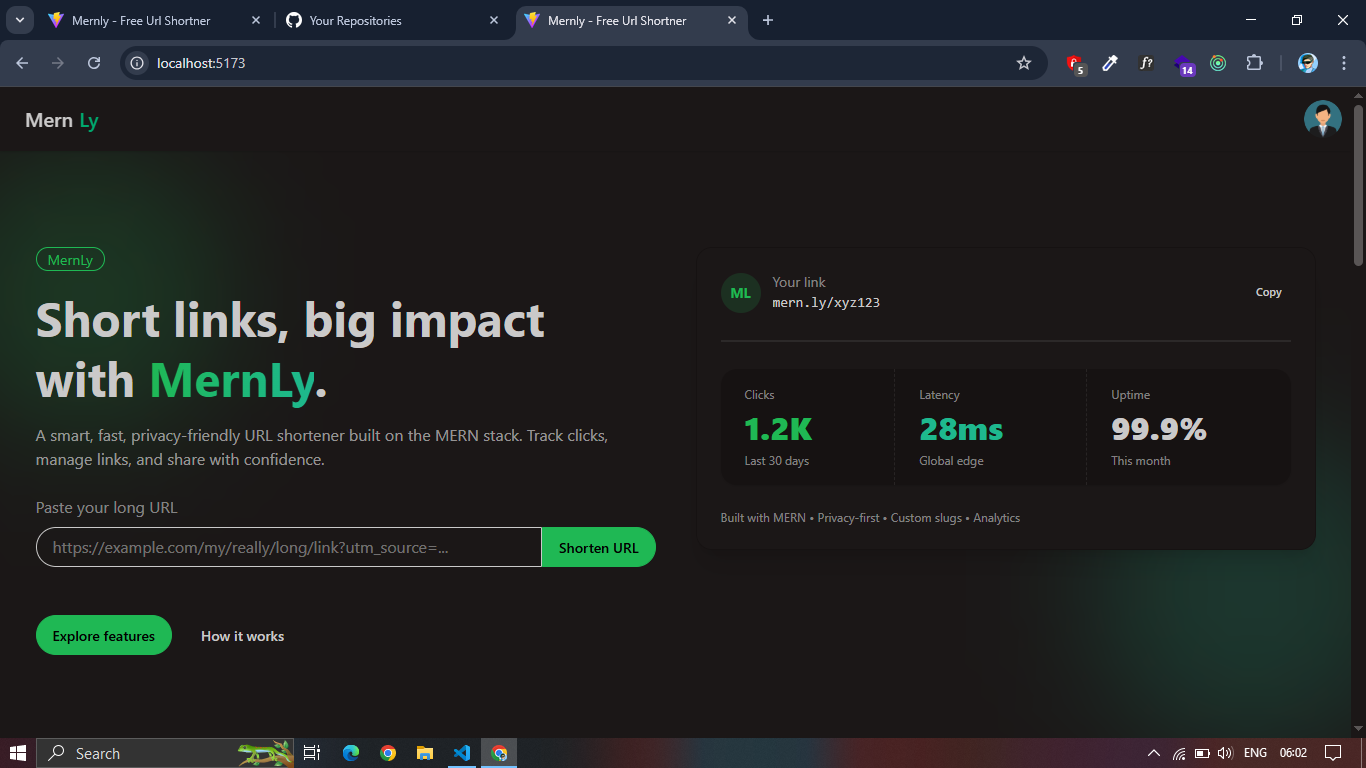 Mernly - Free Url Shortner
Your Repositories
Mernly - Free Url Shortner
localhost:5173
5
f?
14
Mern Ly
MernLy
Short links, big impact
with MernLy.
A smart, fast, privacy-friendly URL shortener built on the MERN stack. Track clicks,
manage links, and share with confidence.
Paste your long URL
https://example.com/my/really/long/link?utm_source=...
Shorten URL
Explore features
How it works
ML
Your link
mern.ly/xyz123
Copy
Clicks
1.2K
Last 30 days
Latency
28ms
Global edge
Uptime
99.9%
This month
Built with MERN • Privacy-first • Custom slugs • Analytics
Search
ENG
06:02